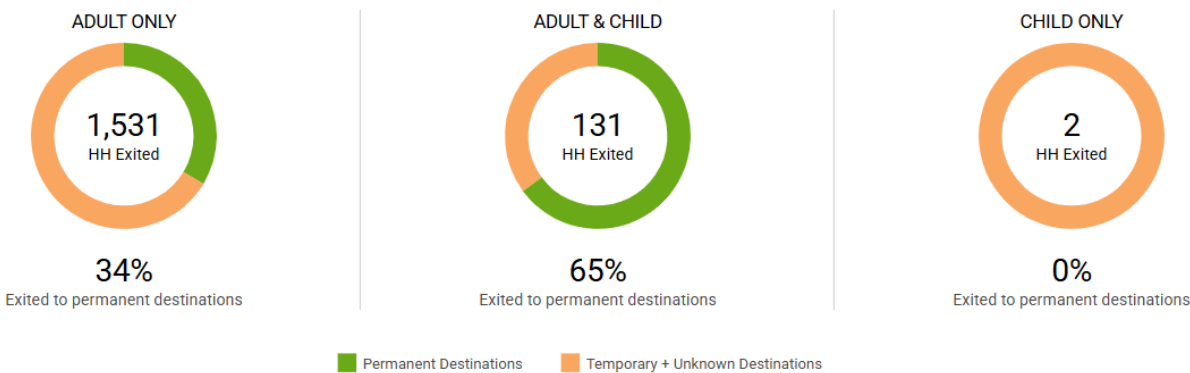 ADULT ONLY
1,531
HH Exited
34%
Exited to permanent destinations
ADULT & CHILD
131
HH Exited
65%
Exited to permanent destinations
CHILD ONLY
2
HH Exited
0%
Exited to permanent destinations
Permanent Destinations
Temporary + Unknown Destinations